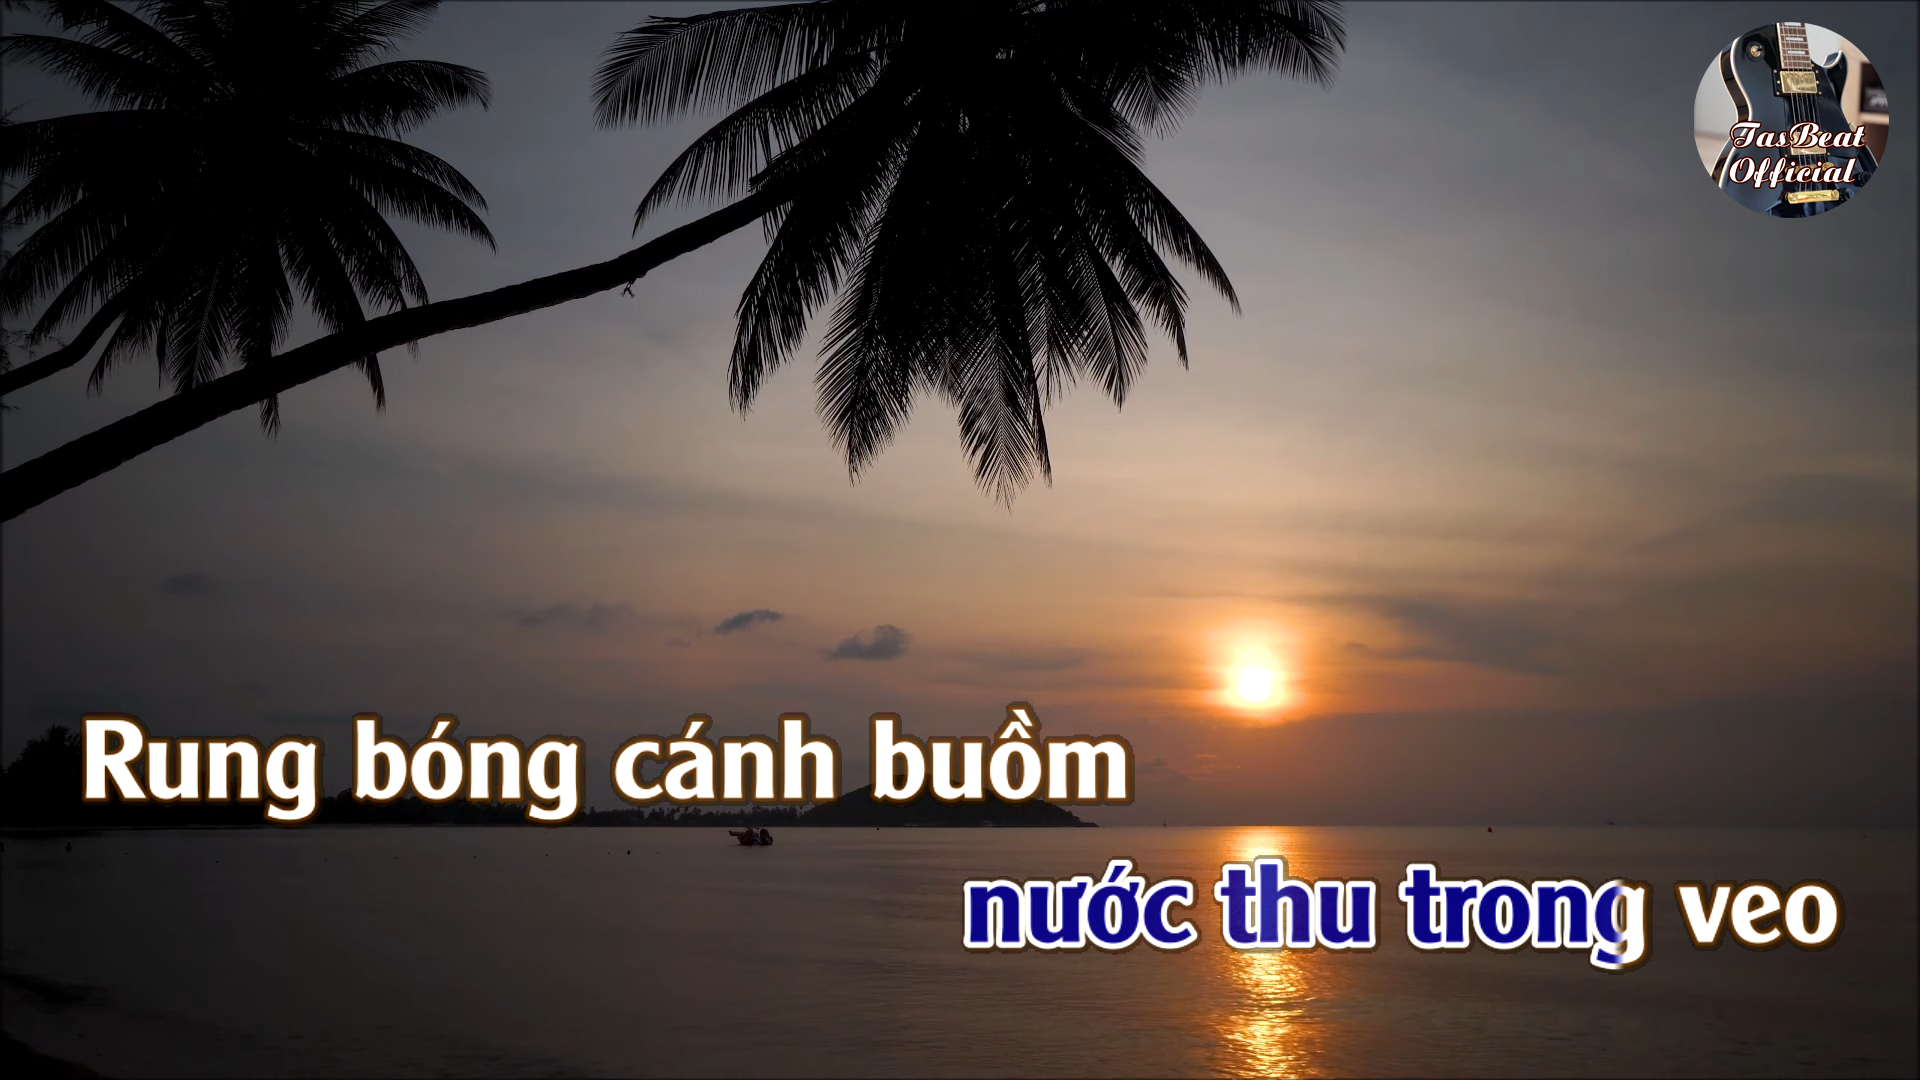 TasBeat
Official
Rung bóng cánh buồm
nước thu trong veo